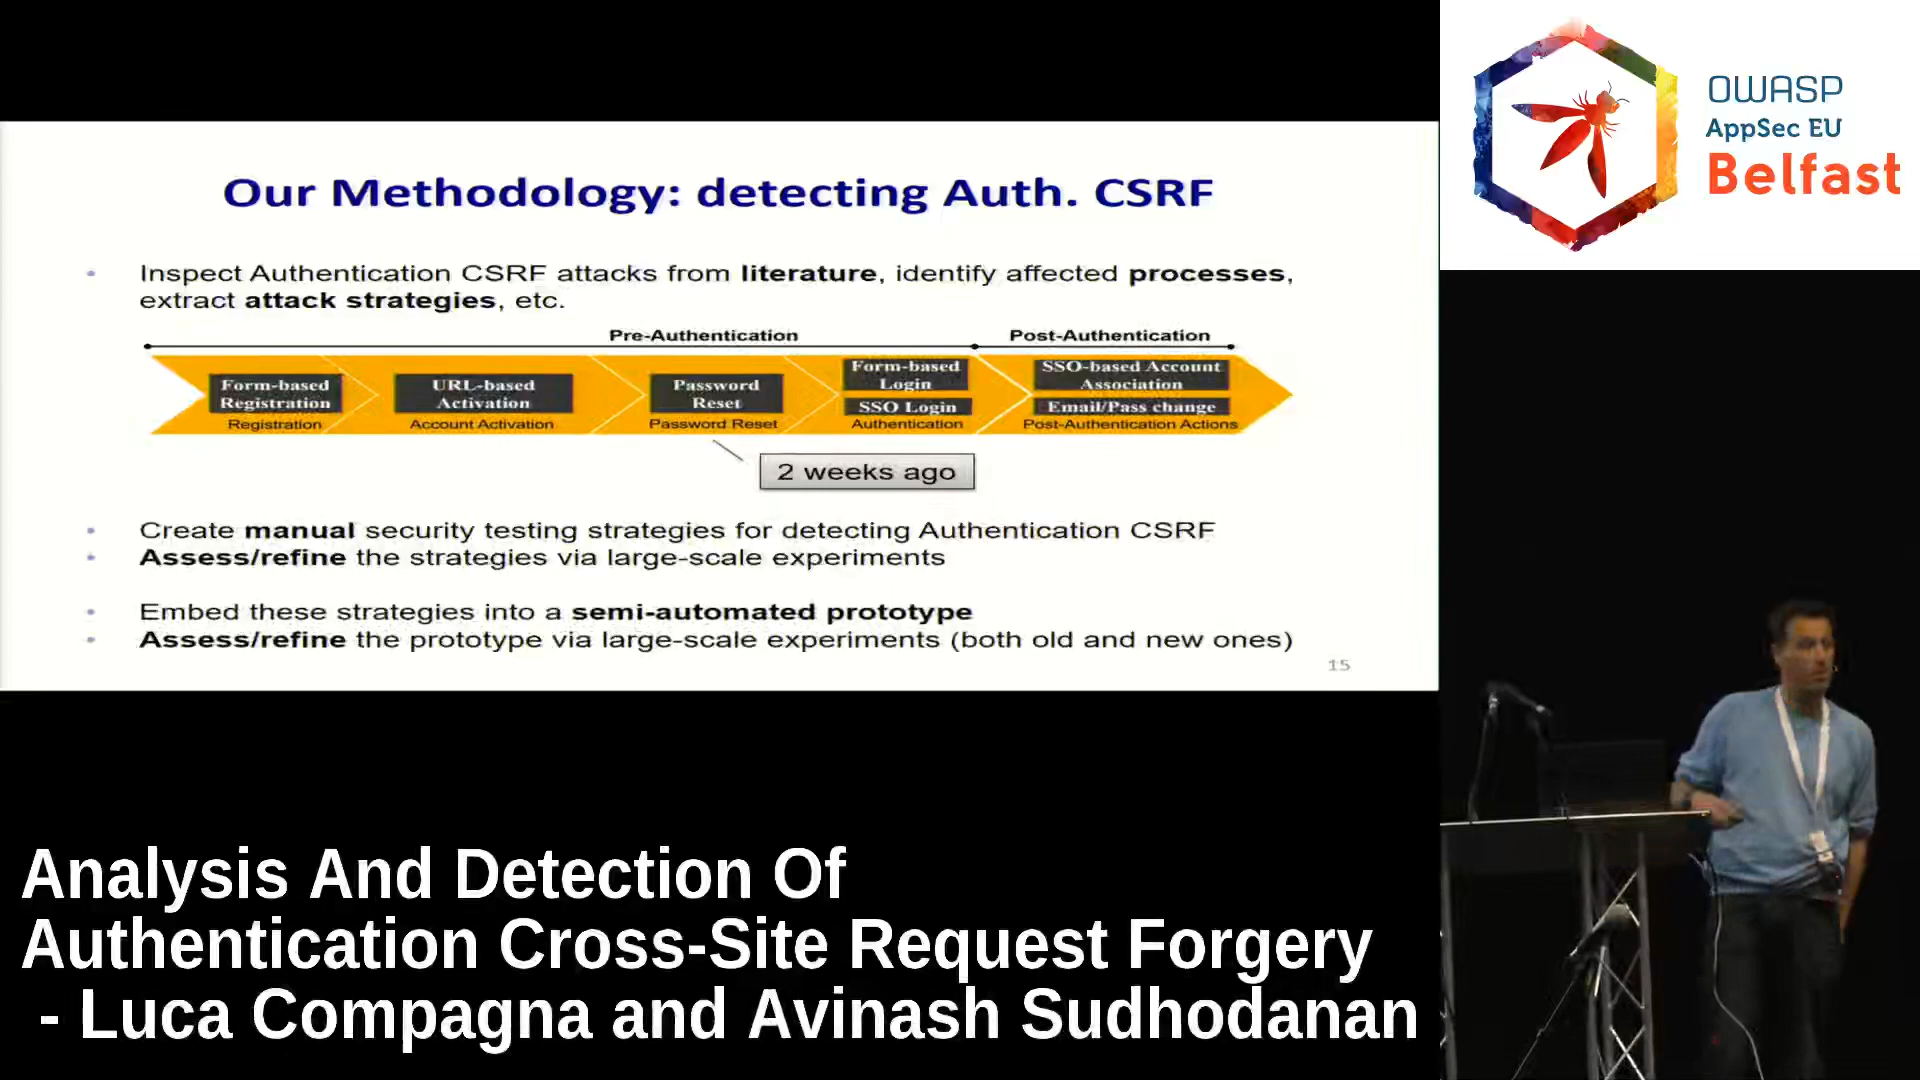 OWASP
AppSec EU
Belfast
Our Methodology: detecting Auth. CSRF
• Inspect Authentication CSRF attacks from literature, identify affected processes,
extract attack strategies, etc.
Pre-Authentication
Post-Authentication
Form-based
Registration
Registration
URL-based
Activation
Account Activation
Password
Reset
Password Reset
Form-based
Login
SSO Login
Authentication
SSO-based Account
Association
Email/Pass change
Post-Authentication Actions
2 weeks ago
• Create manual security testing strategies for detecting Authentication CSRF
• Assess/refine the strategies via large-scale experiments
• Embed these strategies into a semi-automated prototype
• Assess/refine the prototype via large-scale experiments (both old and new ones)
15
Analysis And Detection Of
Authentication Cross-Site Request Forgery
- Luca Compagna and Avinash Sudhodanan